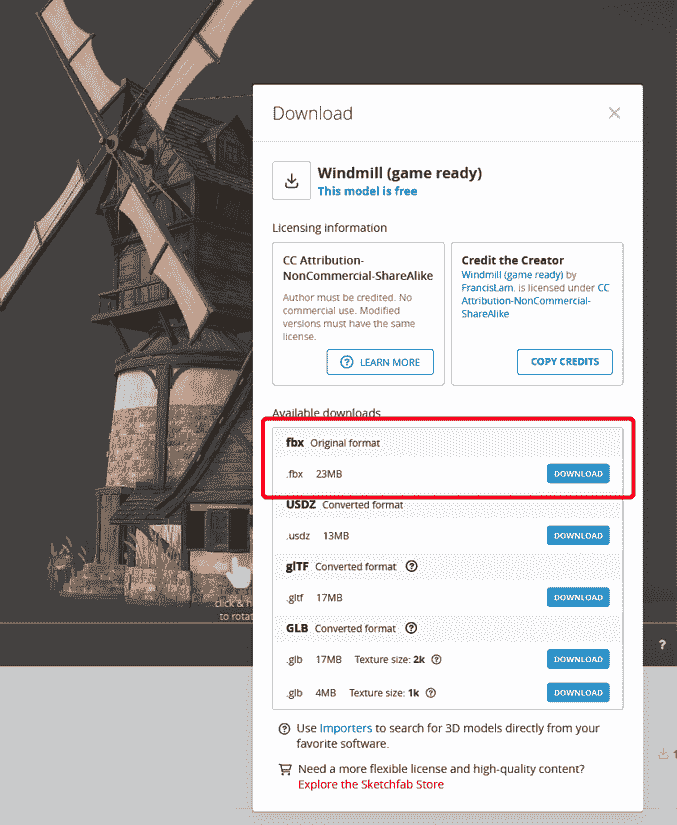 Download
Windmill (game ready)
This model is free
Licensing information
CC Attribution-
NonCommercial-ShareAlike
Author must be credited. No
commercial use. Modified
versions must have the same
license.
? LEARN MORE
Credit the Creator
Windmill (game ready) by
FrancisLam. is licensed under CC
Attribution-NonCommercial-
ShareAlike
COPY CREDITS
Available downloads
fbx Original format
.fbx 23MB DOWNLOAD
USDZ Converted format
.usdz 13MB DOWNLOAD
glTF Converted format ?
.gltf 17MB DOWNLOAD
GLB Converted format ?
.glb 17MB Texture size: 2k ? DOWNLOAD
.glb 4MB Texture size: 1k ? DOWNLOAD
? Use Importers to search for 3D models directly from your
favorite software.
Need a more flexible license and high-quality content?
Explore the Sketchfab Store
click &
to rotat
?
1